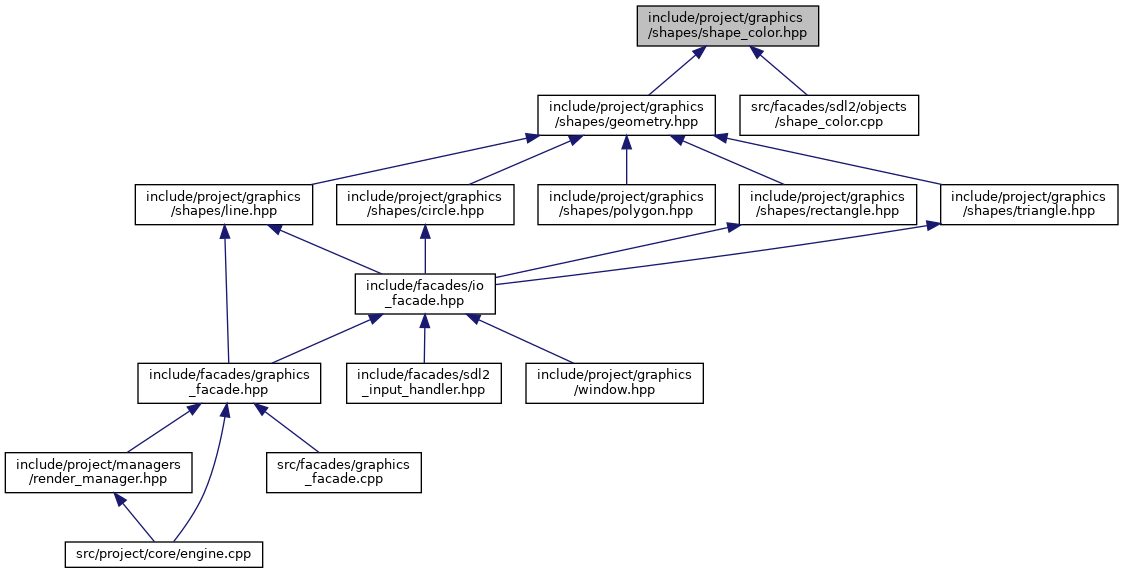 include/project/graphics
/shapes/shape_color.hpp
include/project/graphics
/shapes/geometry.hpp
src/facades/sdl2/objects
/shape_color.cpp
include/project/graphics
/shapes/line.hpp
include/project/graphics
/shapes/circle.hpp
include/project/graphics
/shapes/polygon.hpp
include/project/graphics
/shapes/rectangle.hpp
include/project/graphics
/shapes/triangle.hpp
include/facades/io
_facade.hpp
include/facades/graphics
_facade.hpp
include/facades/sdl2
_input_handler.hpp
include/project/graphics
/window.hpp
include/project/managers
/render_manager.hpp
src/facades/graphics
_facade.cpp
src/project/core/engine.cpp